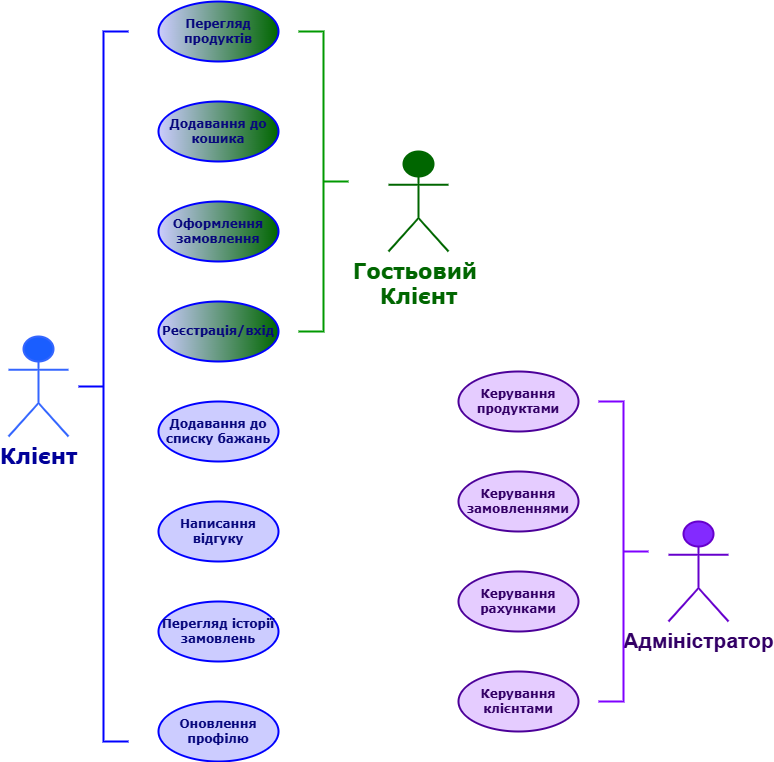 Перегляд
продуктів
Додавання до
кошика
Оформлення
замовлення
Гостьовий
Клієнт
Реєстрація/вхід
Клієнт
Додавання до
списку бажань
Написання
відгуку
Перегляд історії
замовлень
Оновлення
профілю
Керування
продуктами
Керування
замовленнями
Керування
рахунками
Керування
клієнтами
Адміністратор